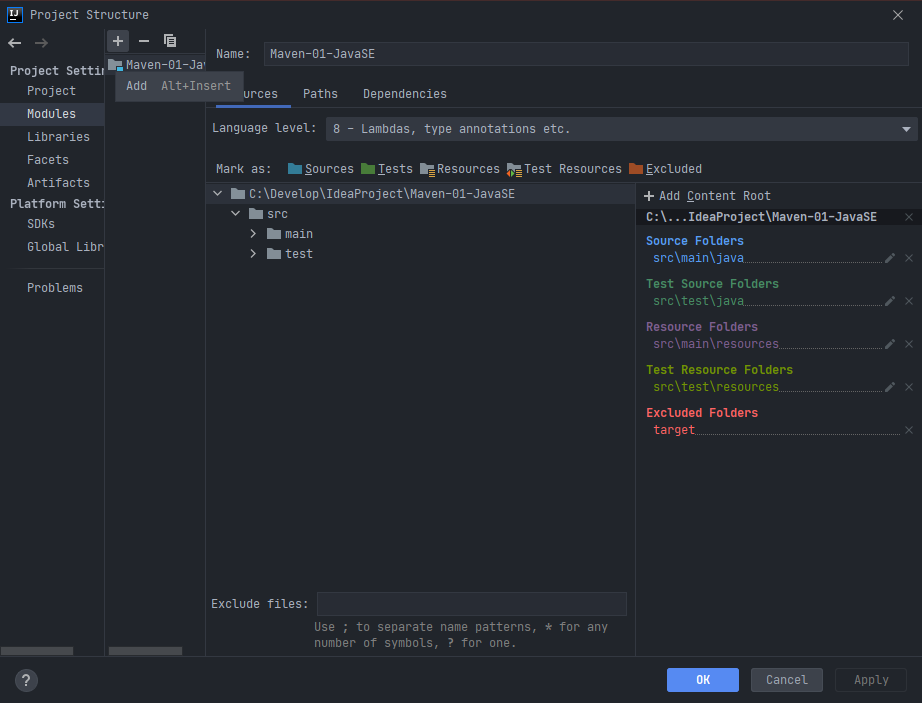 Project Structure
Project Settin
Project
Modules
Libraries
Facets
Artifacts
Platform Setti
SDKs
Global Libr
Problems
Maven-01-Jav
Add Alt+Insert
Name: Maven-01-JavaSE
urces Paths Dependencies
Language level: 8 - Lambdas, type annotations etc.
Mark as: Sources Tests Resources Test Resources Excluded
C:\Develop\IdeaProject\Maven-01-JavaSE
src
main
test
Exclude files:
Use ; to separate name patterns, * for any
number of symbols, ? for one.
+ Add Content Root
C:\...IdeaProject\Maven-01-JavaSE
Source Folders
src\main\java
Test Source Folders
src\test\java
Resource Folders
src\main\resources
Test Resource Folders
src\test\resources
Excluded Folders
target
?
OK Cancel Apply